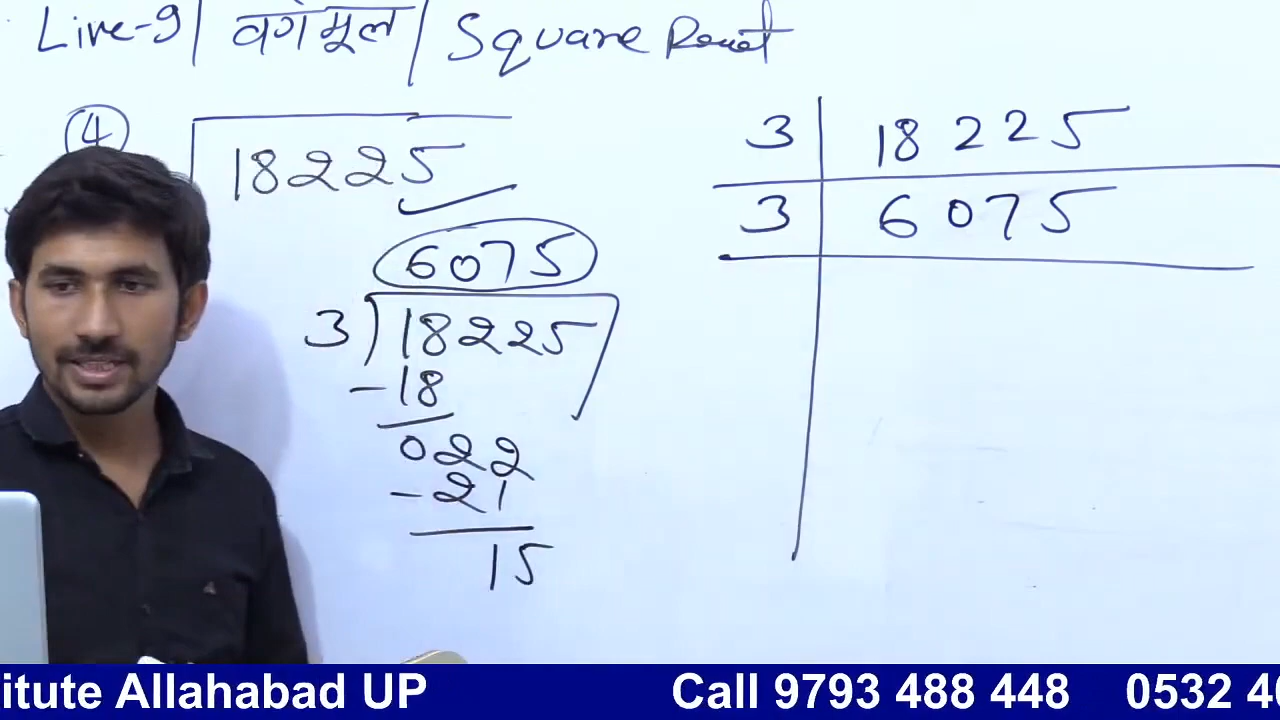 Live-9 | वर्गमूल | Square Root
4
18225
6075
3) 18225
-18
022
-21
15
3 | 18225
3 | 6075
itute Allahabad UP Call 9793 488 448 0532